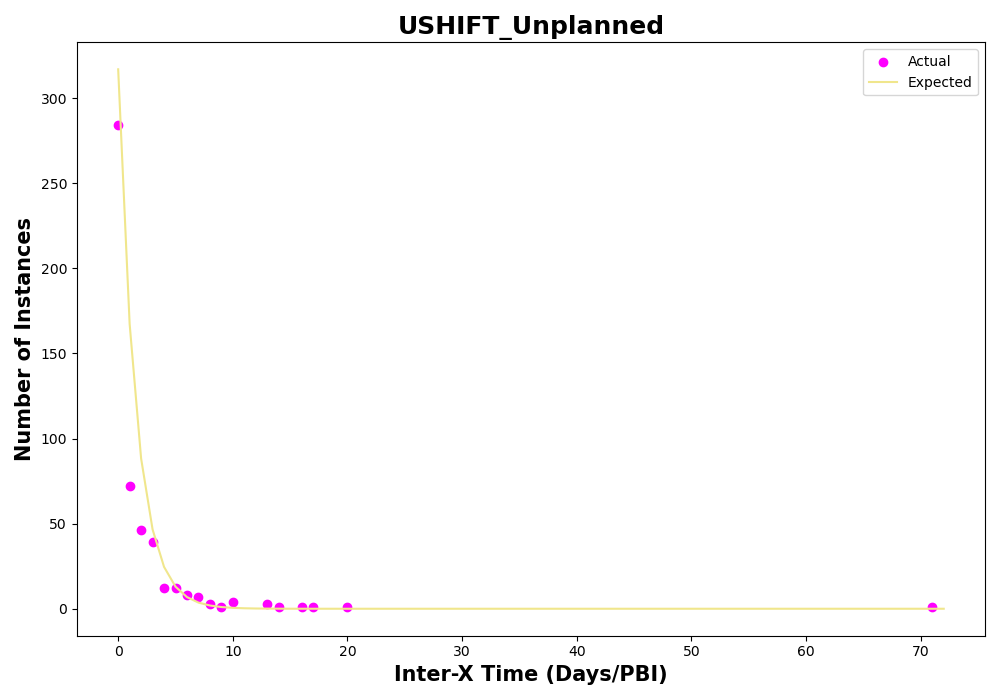 USHIFT_Unplanned
Actual
Expected
Number of Instances
300
250
200
150
100
50
0
0 10 20 30 40 50 60 70
Inter-X Time (Days/PBI)